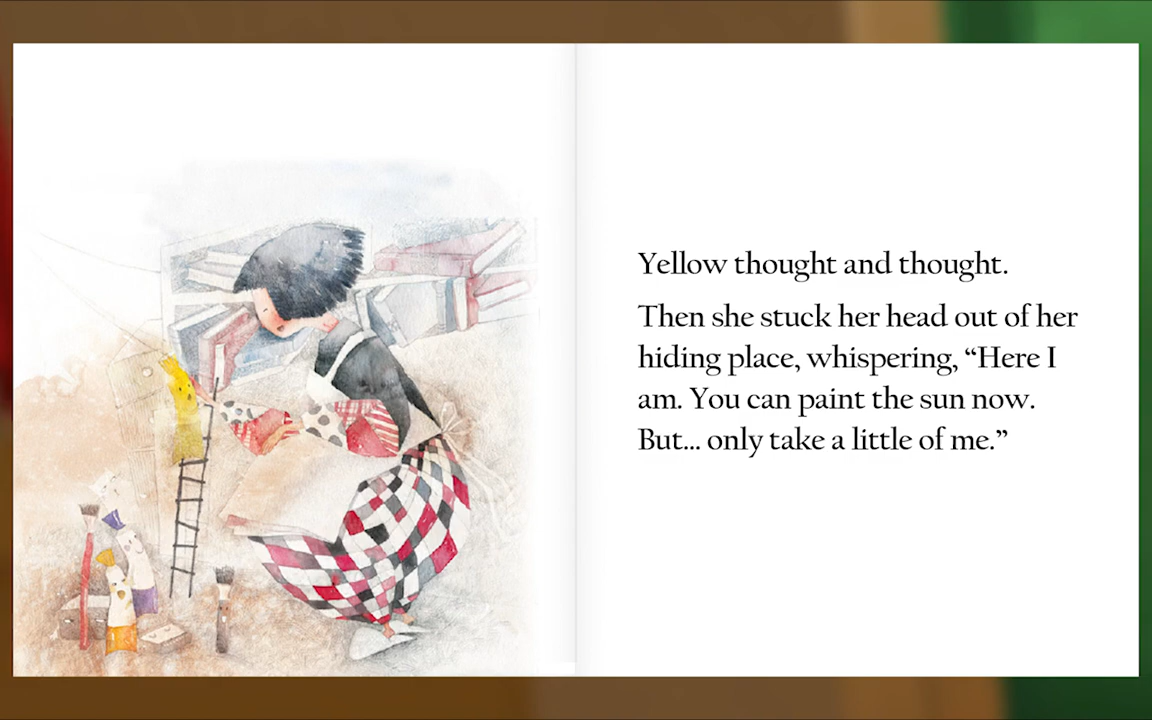 Yellow thought and thought.
Then she stuck her head out of her
hiding place, whispering, “Here I
am. You can paint the sun now.
But... only take a little of me.”